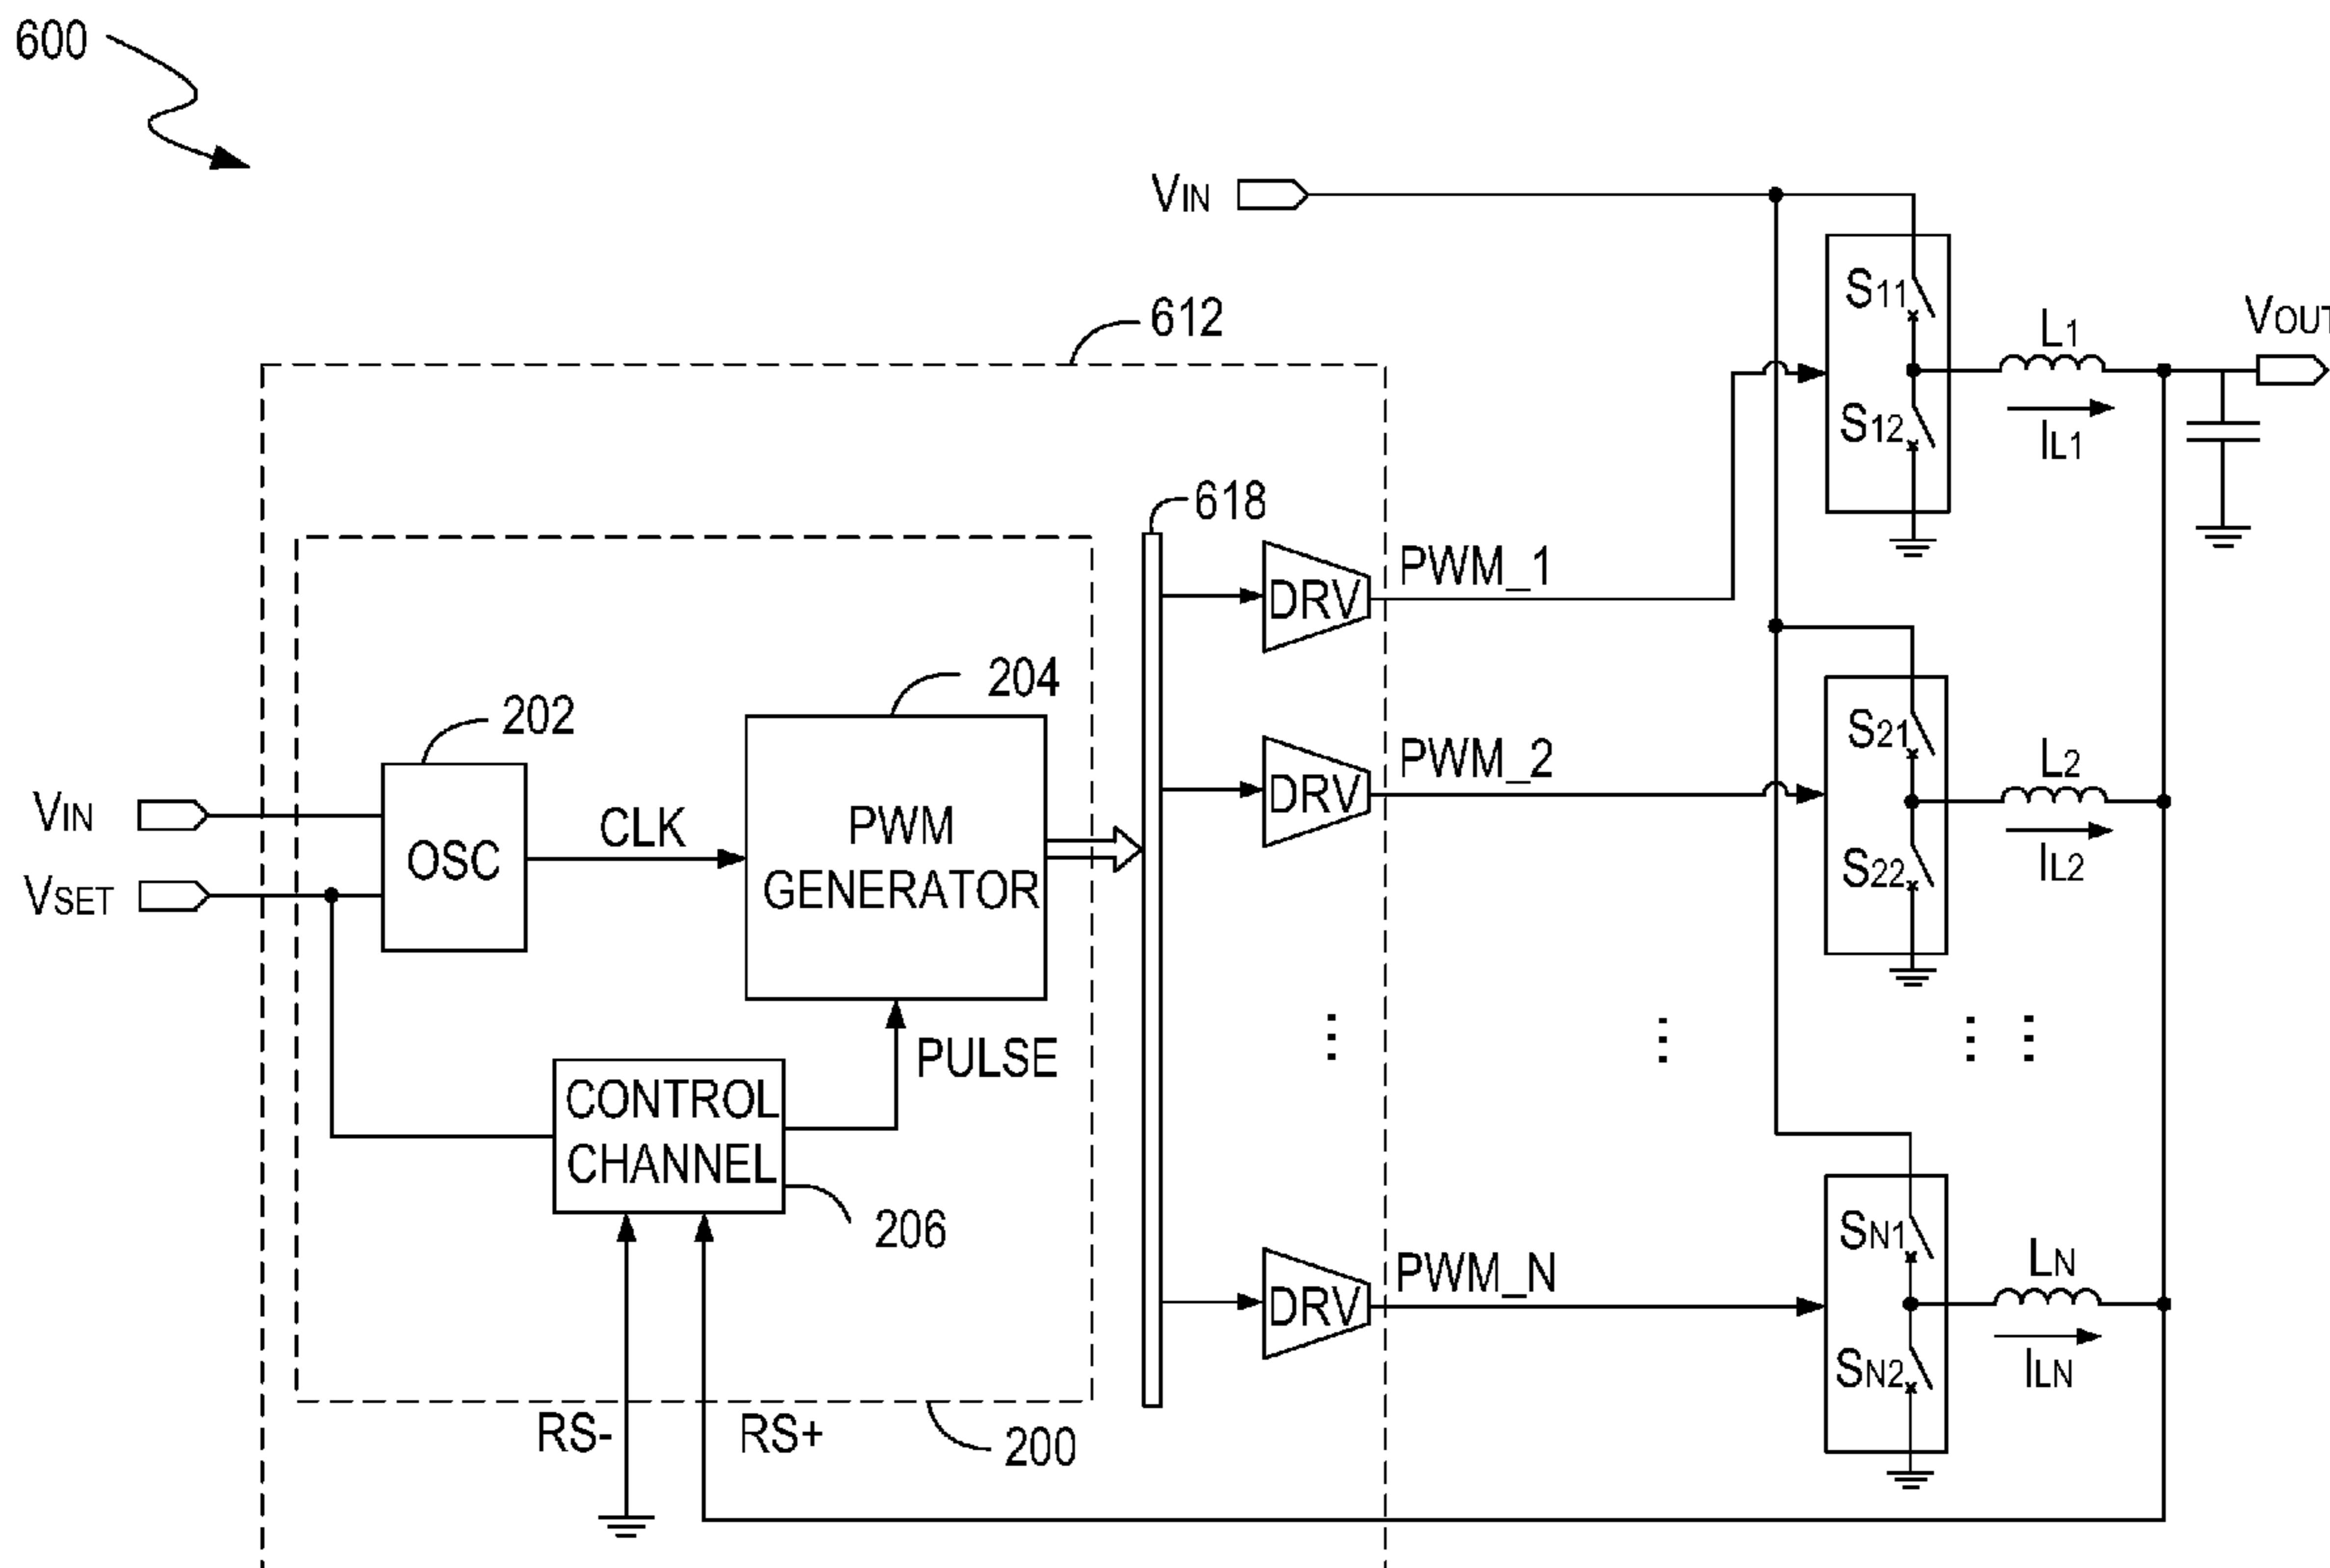 600
VIN
612
S11
L1
VOUT
S12
IL1
618
DRV
PWM_1
204
202
S21
L2
DRV
PWM_2
VIN
OSC
CLK
PWM
GENERATOR
S22
IL2
VSET
PULSE
CONTROL
CHANNEL
206
SN1
LN
DRV
PWM_N
SN2
ILN
RS-
RS+
200